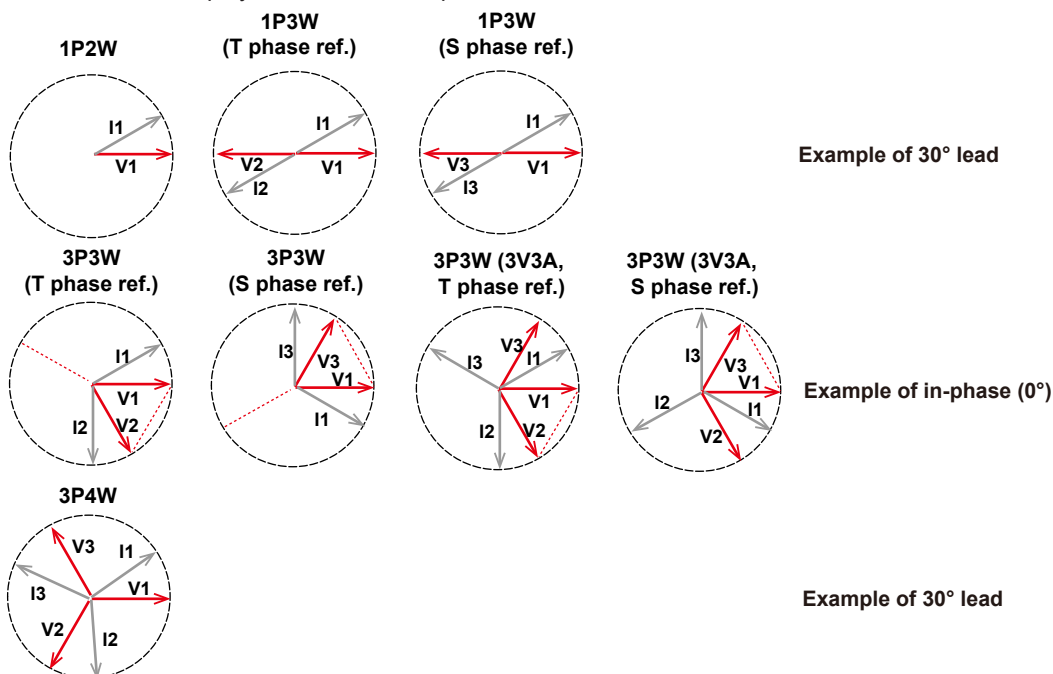 1P2W
1P3W
(T phase ref.)
1P3W
(S phase ref.)
I1
V1
I1
V2
V1
I2
I1
V3
V1
I3
Example of 30° lead
3P3W
(T phase ref.)
3P3W
(S phase ref.)
3P3W (3V3A,
T phase ref.)
3P3W (3V3A,
S phase ref.)
I1
V1
I2
V2
I3
V3
V1
I1
V3
I3
I1
V1
I2
V2
I3
V3
V1
I2
I1
V2
Example of in-phase (0°)
3P4W
V3
I1
I3
V1
V2
I2
Example of 30° lead